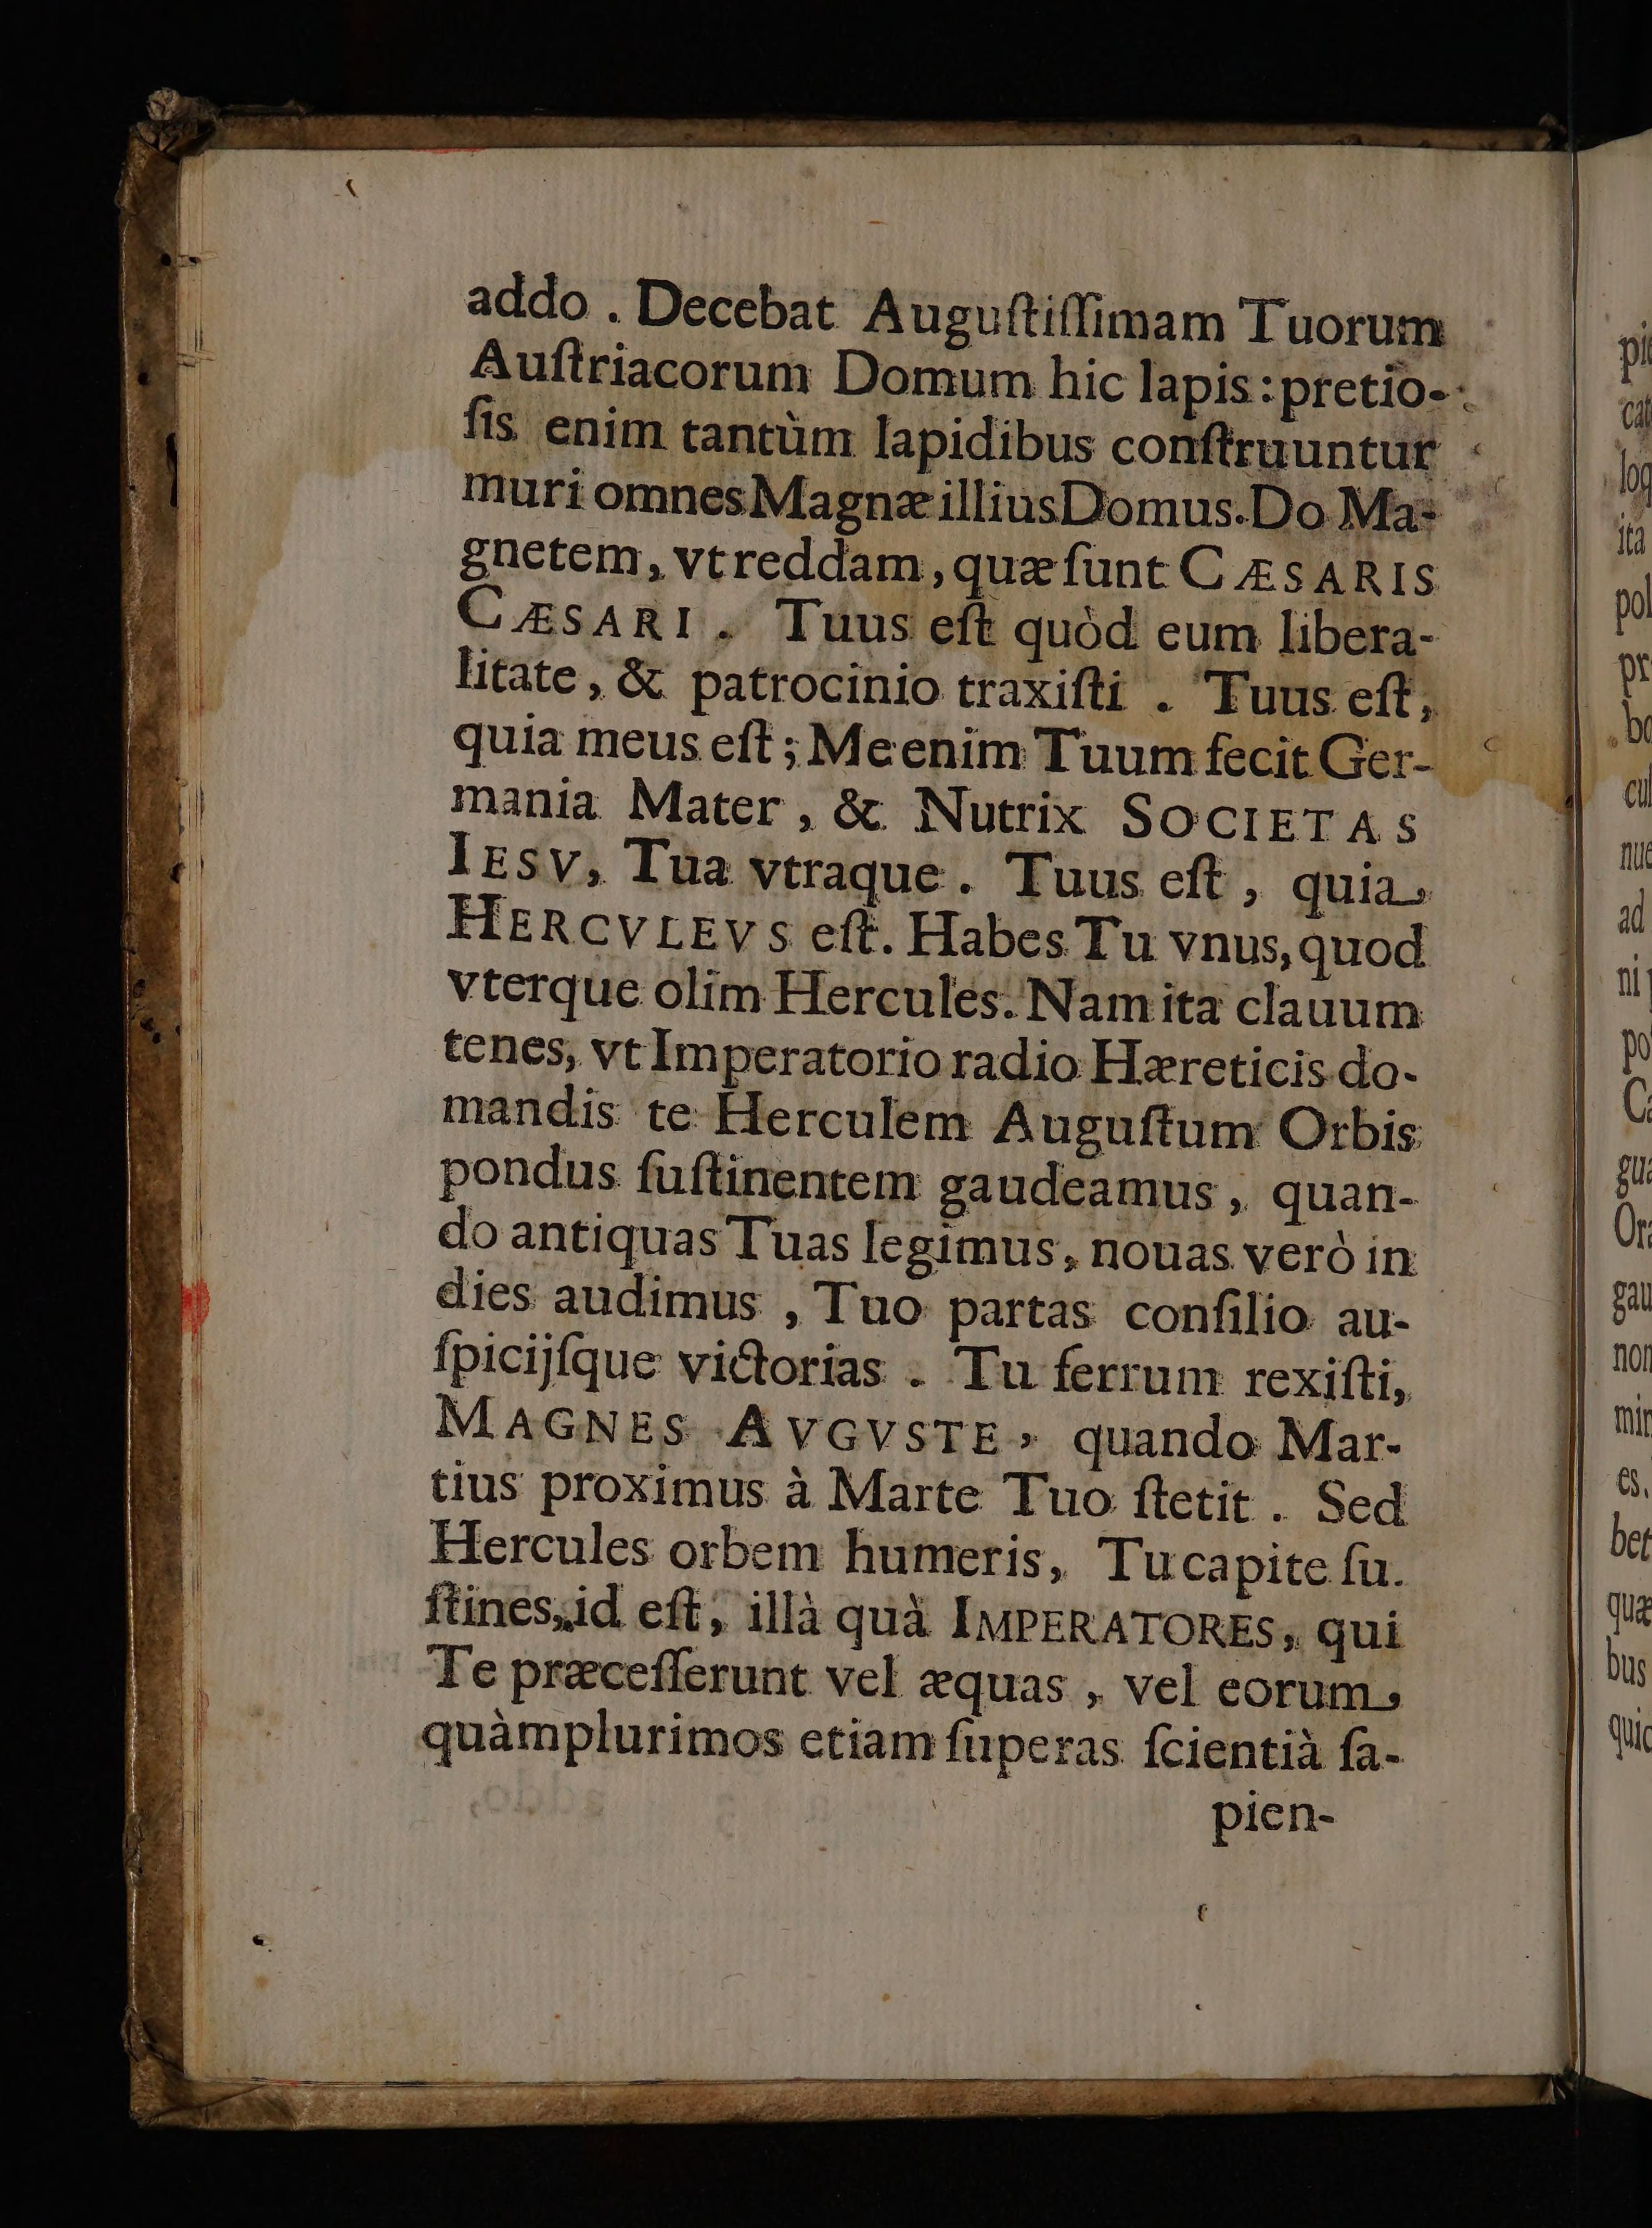 addo . Decebat Auguſtiſſimam Tuorum
Auſtriacorum Domum hic lapis : pretio-
ſis enim tantùm lapidibus conſtruuntur
muri omnes Magnæ illius Domus. Do Ma-
gnetem, vt reddam, quæ ſunt CÆSARIS
CÆSARI . Tuus eſt quòd eum libera-
litate, & patrocinio traxiſti . Tuus eſt,
quia meus eſt ; Me enim Tuum fecit Ger-
mania Mater , & Nutrix SOCIETAS
IESV, Tua vtraque . Tuus eſt , quia
HERCVLEVS eſt. Habes Tu vnus, quod
vterque olim Hercules. Nam ita clauum
tenes, vt Imperatorio radio Hæreticis do-
mandis te Herculem Auguſtum Orbis
pondus ſuſtinentem gaudeamus , quan-
do antiquas Tuas legimus, nouas verò in
dies audimus , Tuo partas conſilio au-
ſpicijſque victorias . Tu ferrum rexiſti,
MAGNES AVGVSTE, quando Mar-
tius proximus à Marte Tuo ſtetit . Sed
Hercules orbem humeris, Tu capite ſu-
ſtines, id eſt, illà quà IMPERATORES, qui
Te præceſſerunt vel æquas , vel eorum
quàmplurimos etiam ſuperas ſcientià ſa-
pien-